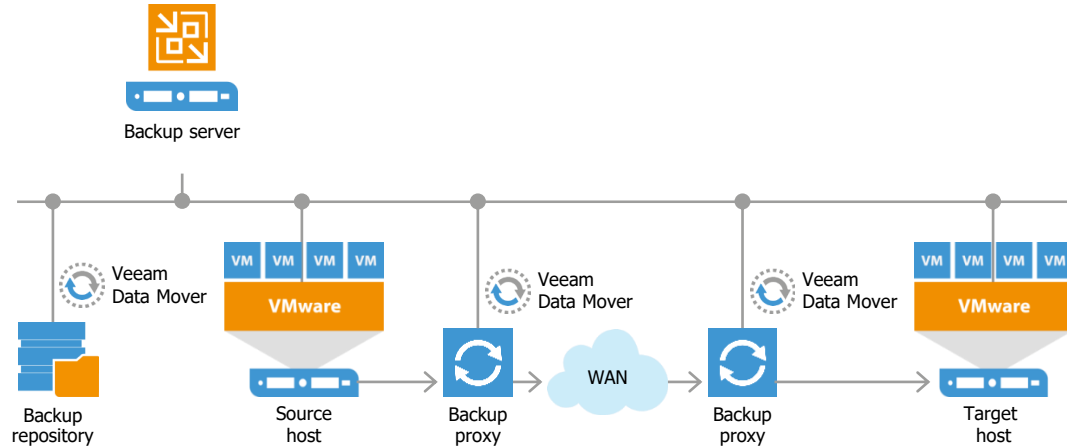 Backup server
VM VM VM VM
VM VM VM VM
Veeam
Data Mover
VMware
Veeam
Data Mover
Veeam
Data Mover
VMware
WAN
Backup
repository
Source
host
Backup
proxy
Backup
proxy
Target
host